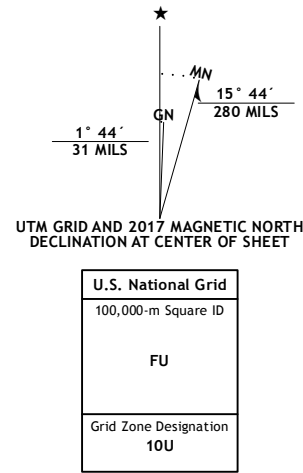 ★
MN
15° 44´
280 MILS
GN
1° 44´
31 MILS
UTM GRID AND 2017 MAGNETIC NORTH
DECLINATION AT CENTER OF SHEET
U.S. National Grid
100,000-m Square ID
FU
Grid Zone Designation
10U